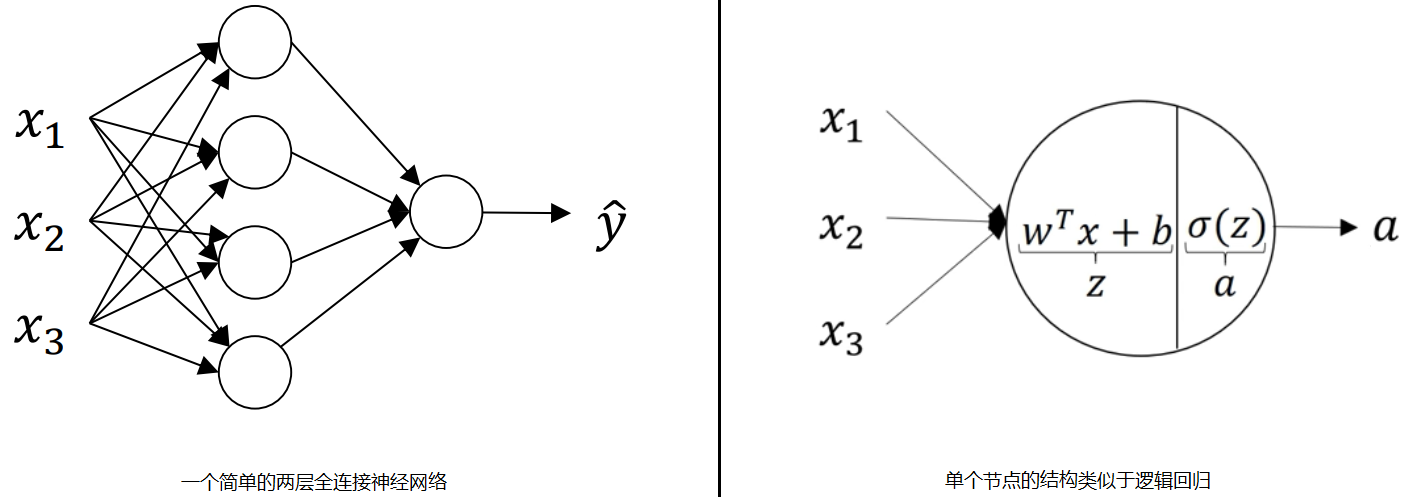 x₁
x₂
x₃
ŷ
一个简单的两层全连接神经网络
x₁
x₂
x₃
wᵀx + b
z
σ(z)
a
a
单个节点的结构类似于逻辑回归